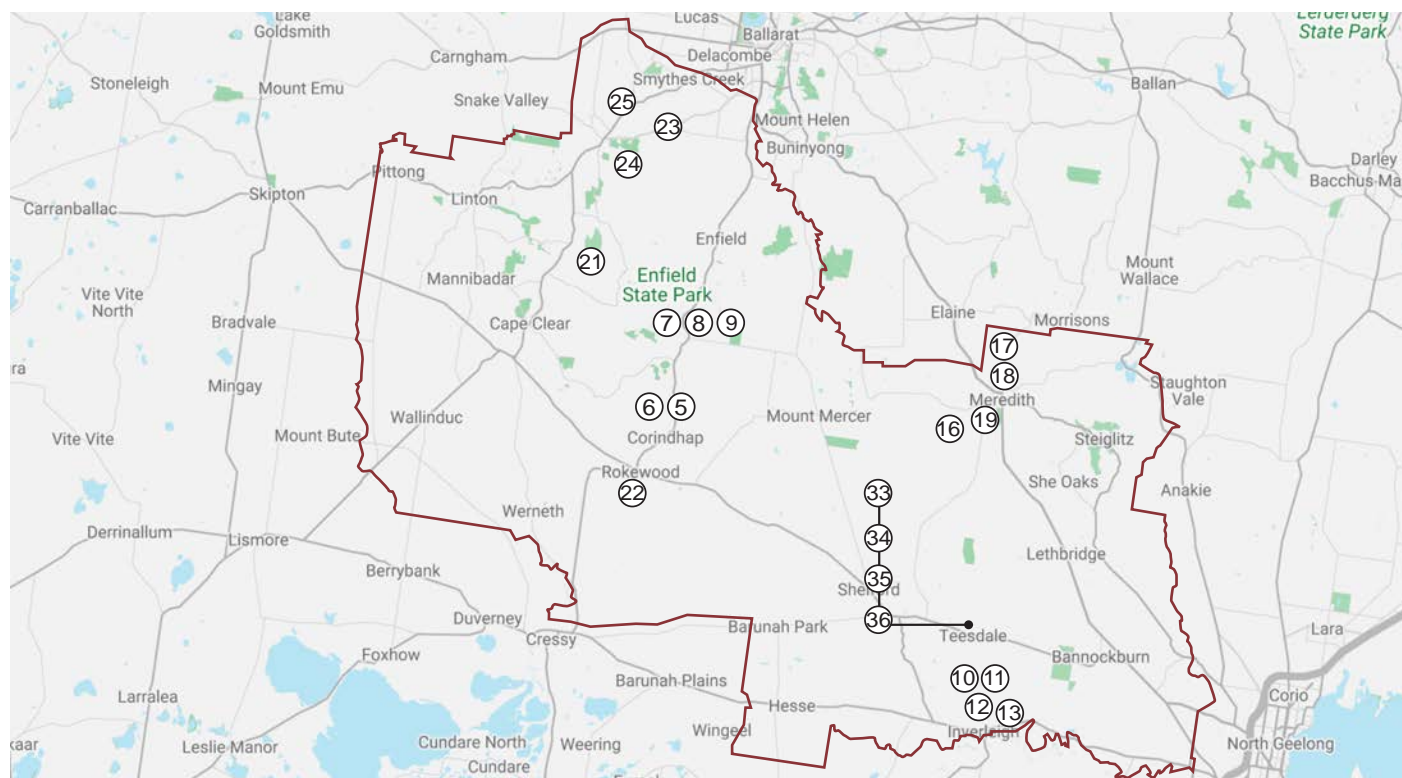 Lake
Goldsmith
Lucas
Ballarat
Lerderderg
State Park
Carngham
Delacombe
Stoneleigh
Mount Emu
Smythes Creek
Ballan
Snake Valley
25
23
Mount Helen
24
Buninyong
Pittong
Darley
Skipton
Linton
Bacchus Ma
Carranballac
Enfield
21
Mount
Wallace
Mannibadar
Enfield
State Park
Vite Vite
North
Bradvale
Cape Clear
7
8
9
Elaine
Morrisons
17
ra
Mingay
18
Staughton
Vale
Meredith
Wallinduc
6
5
Mount Mercer
16
19
Vite Vite
Mount Bute
Corindhap
Steiglitz
Rokewood
She Oaks
Anakie
22
33
Werneth
Derrinallum
Lismore
34
Lethbridge
Berrybank
35
Shelford
Duverney
36
Barunah Park
Teesdale
Lara
Cressy
Foxhow
Bannockburn
Barunah Plains
10
11
Larralea
Hesse
12
13
Corio
Wingeel
Inverleigh
kaar
Leslie Manor
Cundare North
Weering
North Geelong
Cundare